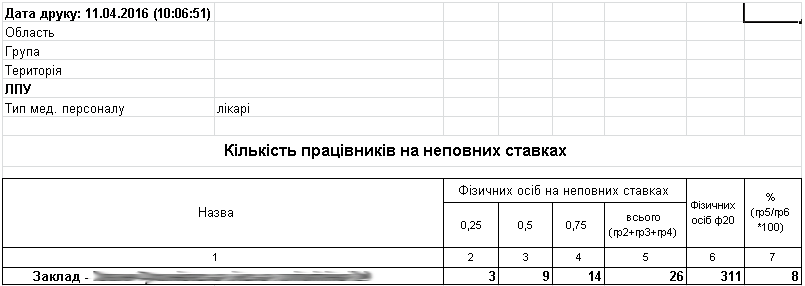 Дата друку: 11.04.2016 (10:06:51)
Область
Група
Територія
ЛПУ
Тип мед. персоналу лікарі
Кількість працівників на неповних ставках
Назва Фізичних осіб на неповних ставках Фізичних осіб ф20 % (гр5/гр6 *100)
0,25 0,5 0,75 всього (гр2+гр3+гр4)
1 2 3 4 5 6 7
Заклад - 3 9 14 26 311 8